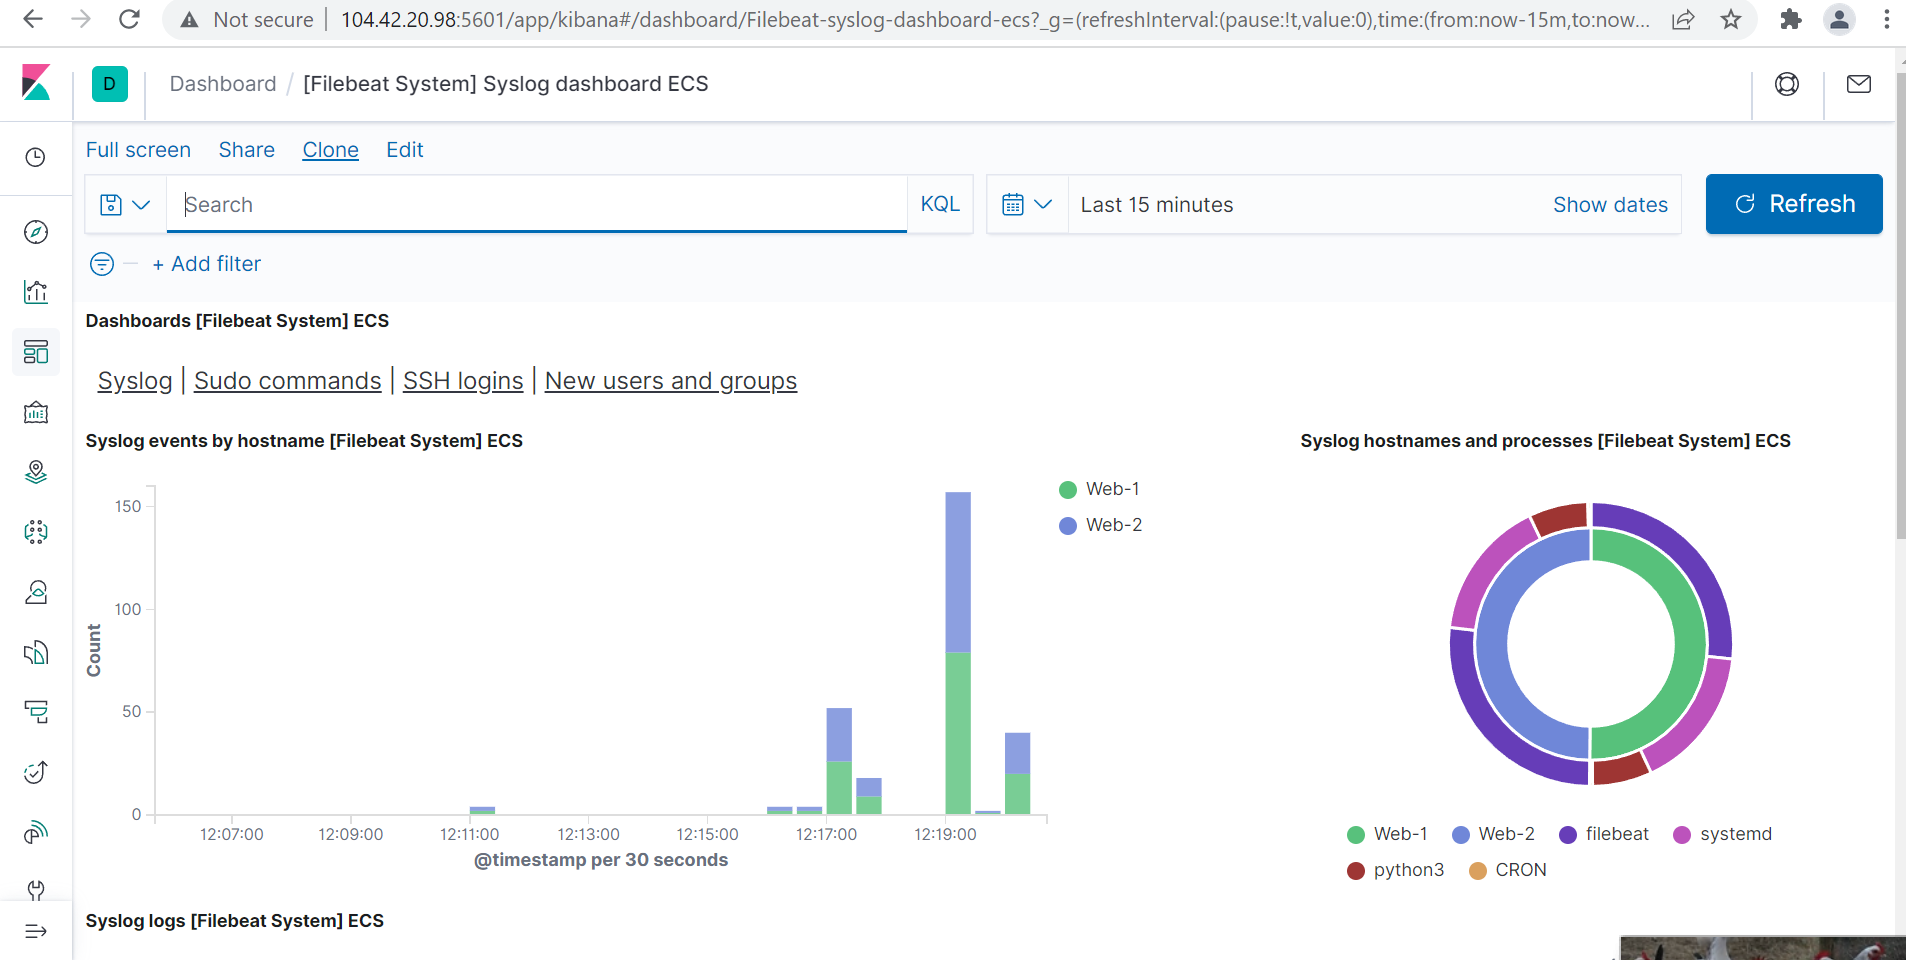 Not secure | 104.42.20.98:5601/app/kibana#/dashboard/Filebeat-syslog-dashboard-ecs?_g=(refreshInterval:(pause:!t,value:0),time:(from:now-15m,to:now...
D Dashboard / [Filebeat System] Syslog dashboard ECS
Full screen Share Clone Edit
Search KQL Last 15 minutes Show dates Refresh
+ Add filter
Dashboards [Filebeat System] ECS
Syslog | Sudo commands | SSH logins | New users and groups
Syslog events by hostname [Filebeat System] ECS
150
100
50
0
Count
12:07:00 12:09:00 12:11:00 12:13:00 12:15:00 12:17:00 12:19:00
@timestamp per 30 seconds
Web-1
Web-2
Syslog hostnames and processes [Filebeat System] ECS
Web-1 Web-2 filebeat systemd
python3 CRON
Syslog logs [Filebeat System] ECS